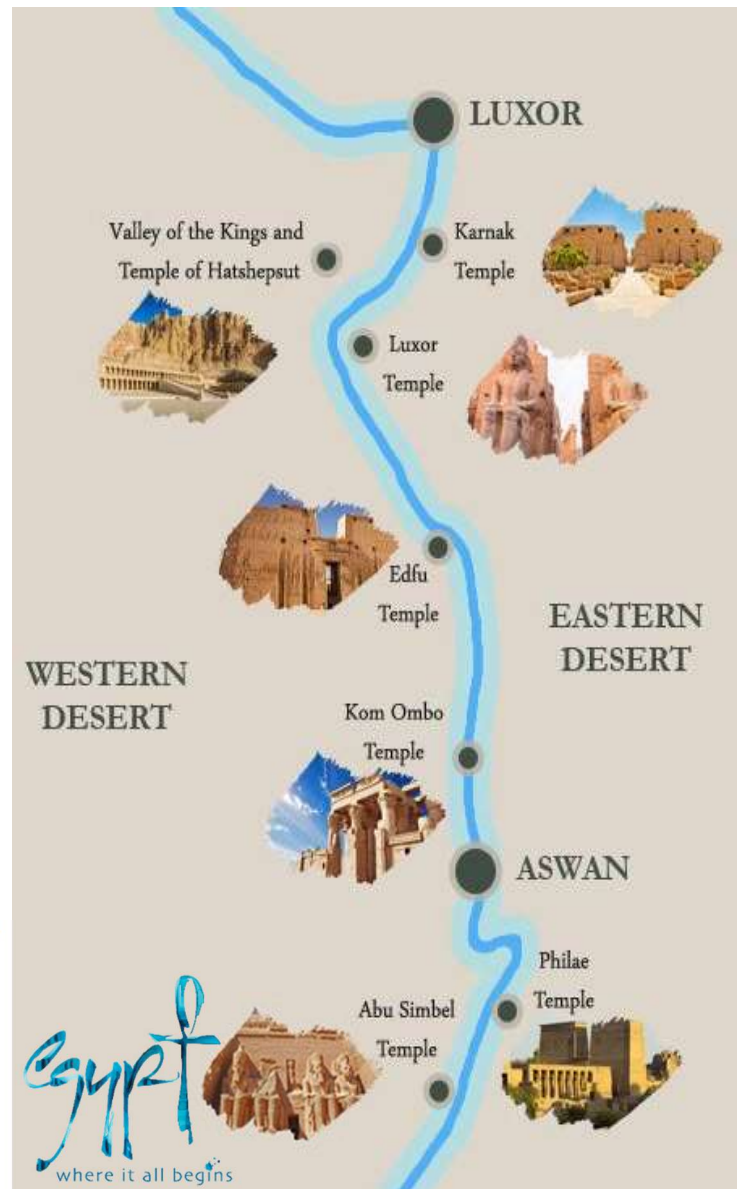 LUXOR
Valley of the Kings and
Temple of Hatshepsut
Karnak
Temple
Luxor
Temple
Edfu
Temple
EASTERN
DESERT
WESTERN
DESERT
Kom Ombo
Temple
ASWAN
Philae
Temple
Abu Simbel
Temple
egypt
where it all begins